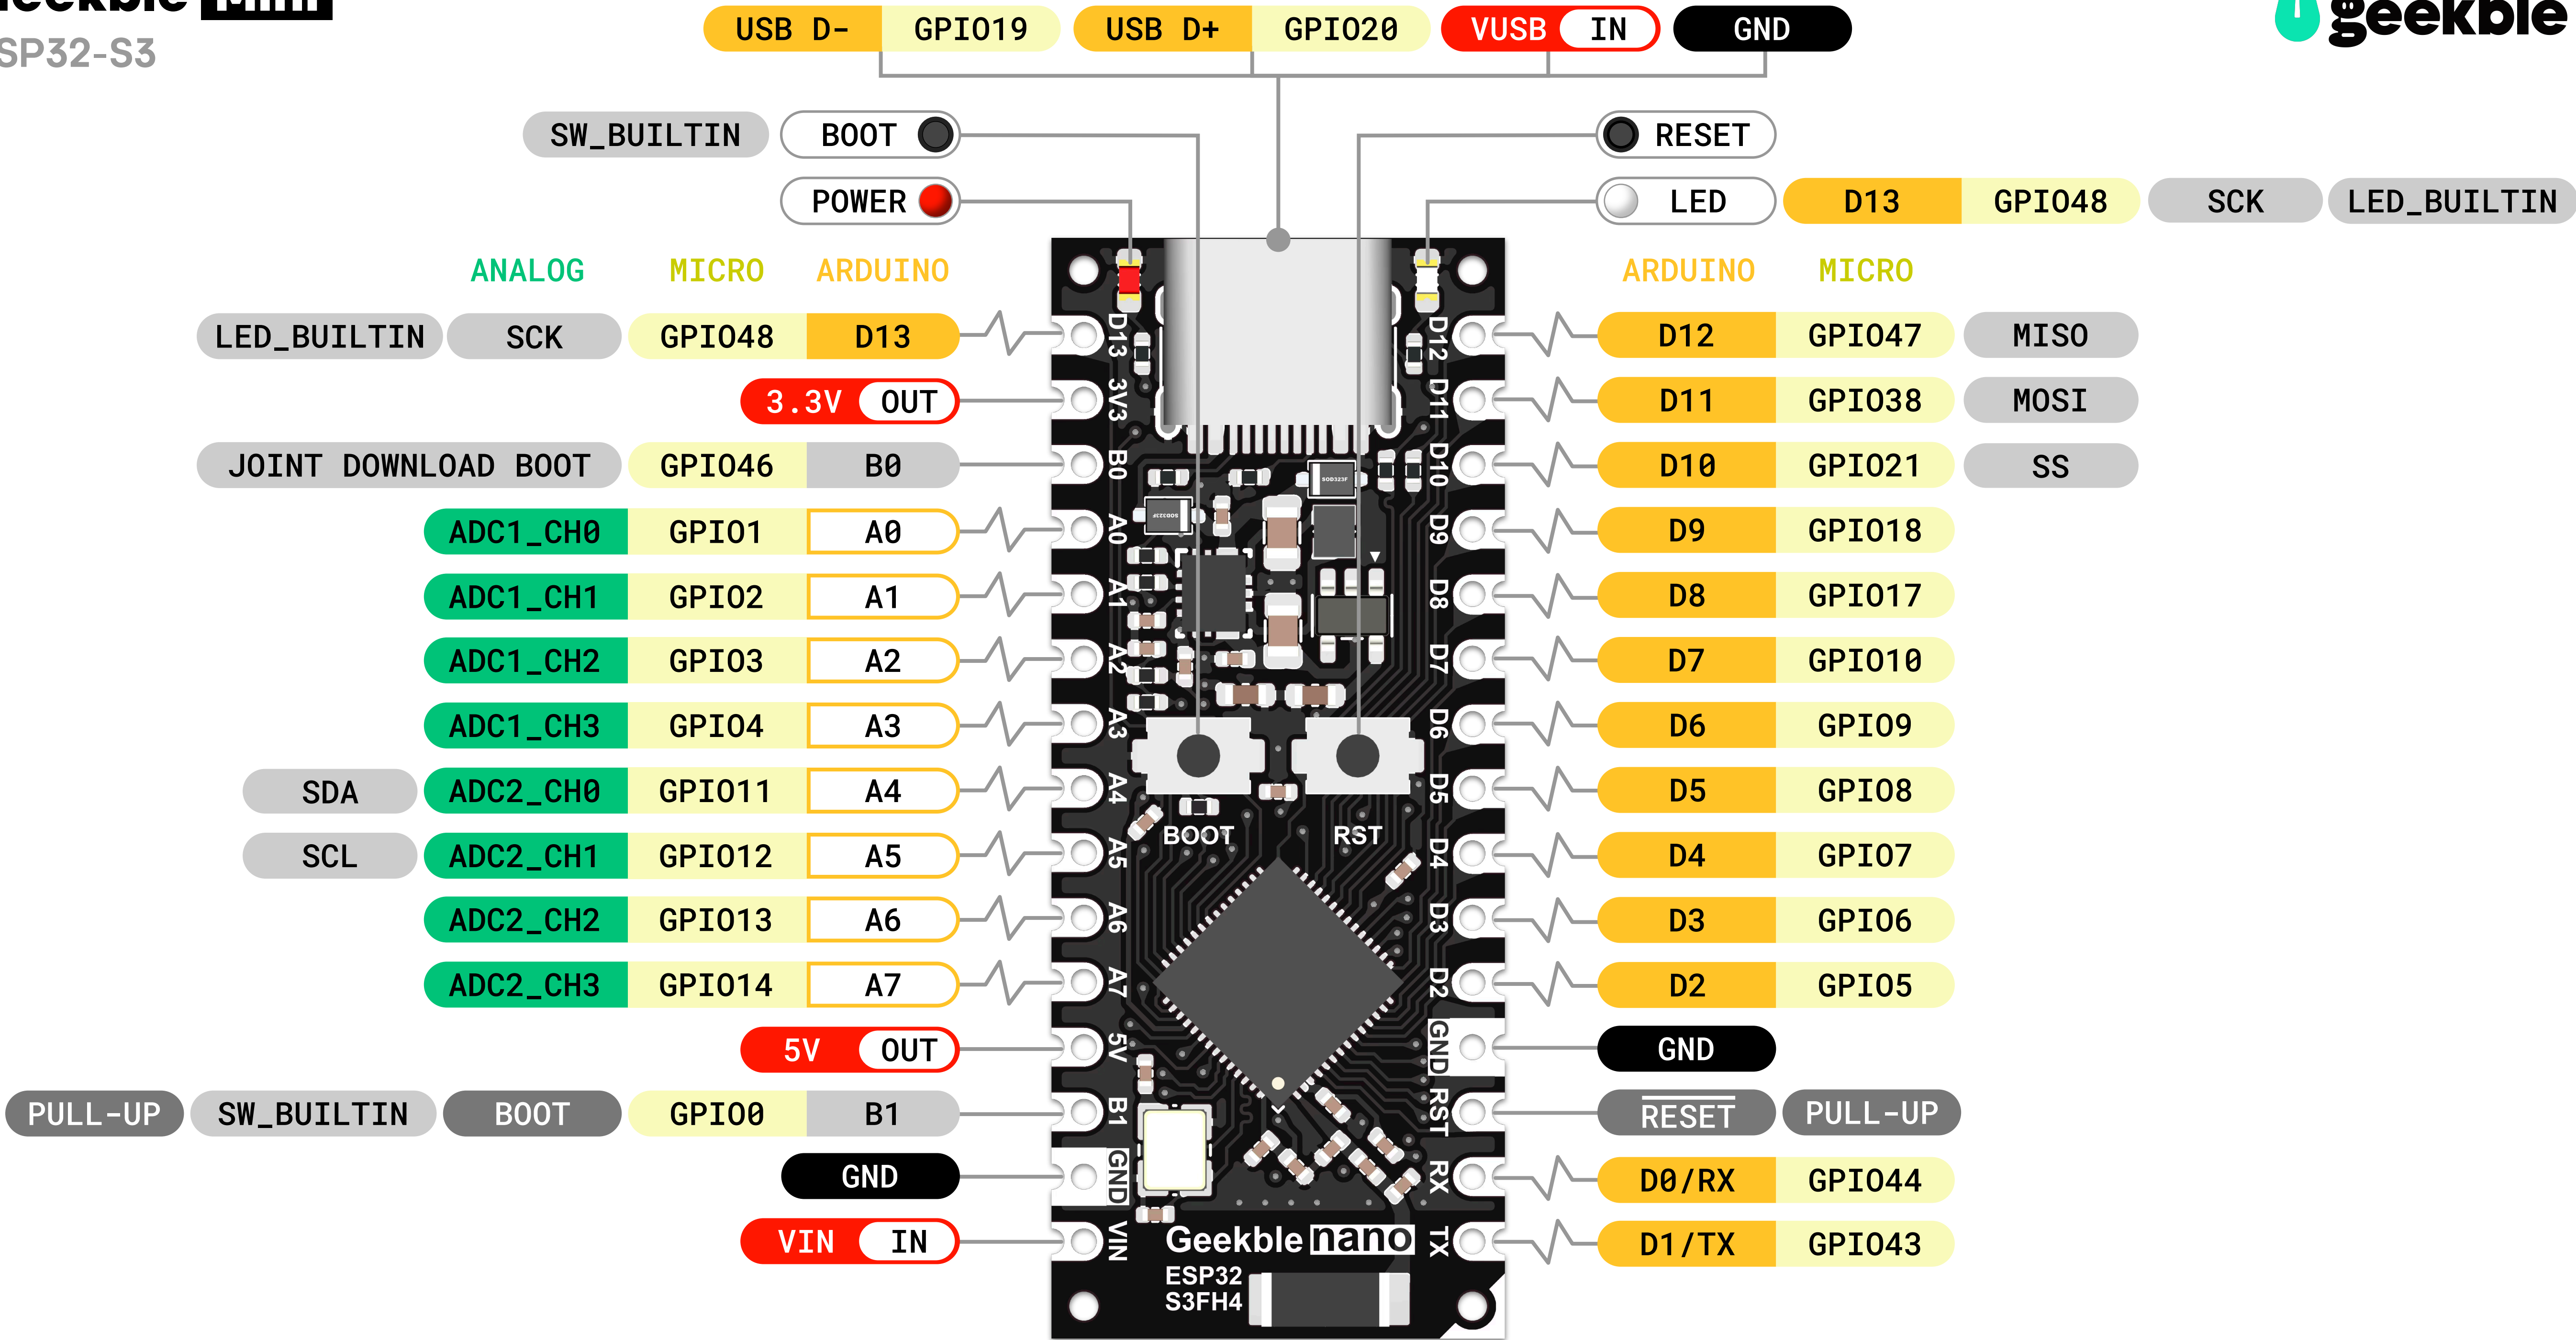 USB D- GPIO19 USB D+ GPIO20 VUSB IN GND
geekble
SP32-S3
SW_BUILTIN BOOT RESET
POWER LED D13 GPIO48 SCK LED_BUILTIN
ANALOG MICRO ARDUINO ARDUINO MICRO
LED_BUILTIN SCK GPIO48 D13 D13 D12 D12 GPIO47 MISO
3.3V OUT 3V3 D11 D11 GPIO38 MOSI
JOINT DOWNLOAD BOOT GPIO46 B0 B0 D10 D10 GPIO21 SS
SOD323F
SOD323F
ADC1_CH0 GPIO1 A0 A0 D9 D9 GPIO18
ADC1_CH1 GPIO2 A1 A1 D8 D8 GPIO17
ADC1_CH2 GPIO3 A2 A2 D7 D7 GPIO10
ADC1_CH3 GPIO4 A3 A3 D6 D6 GPIO9
SDA ADC2_CH0 GPIO11 A4 A4 D5 D5 GPIO8
BOOT RST
SCL ADC2_CH1 GPIO12 A5 A5 D4 D4 GPIO7
ADC2_CH2 GPIO13 A6 A6 D3 D3 GPIO6
ADC2_CH3 GPIO14 A7 A7 D2 D2 GPIO5
5V OUT 5V GND GND
PULL-UP SW_BUILTIN BOOT GPIO0 B1 B1 RST RESET PULL-UP
GND GND RX D0/RX GPIO44
VIN IN VIN TX D1/TX GPIO43
Geekble nano
ESP32
S3FH4